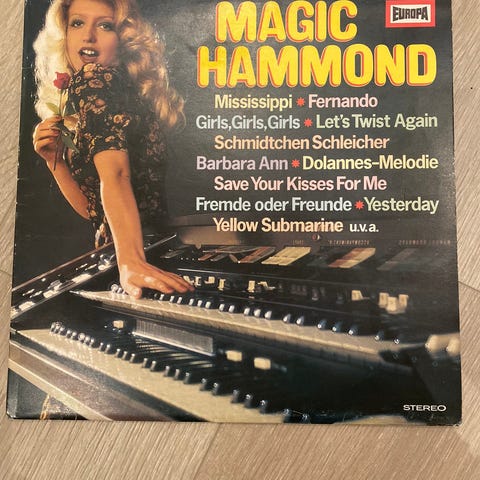 MAGIC
EUROPA
HAMMOND
Mississippi * Fernando
Girls,Girls,Girls * Let's Twist Again
Schmidtchen Schleicher
Barbara Ann * Dolannes-Melodie
Save Your Kisses For Me
Fremde oder Freunde * Yesterday
Yellow Submarine u.v.a.
STEREO